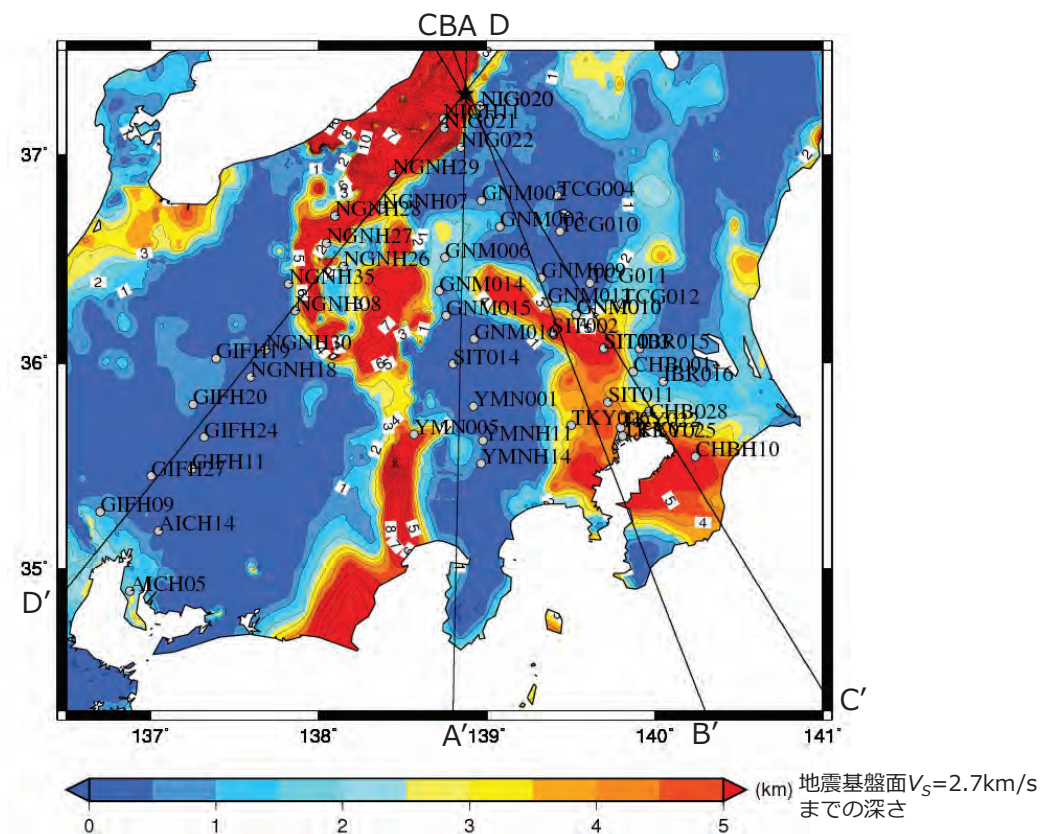 CBA D
NIG020
NIG021
NIG022
NGNH29
NGNH07
NGNH28
NGNH27
NGNH26
NGNH35
NGNH08
NGNH30
NGNH18
GIFH19
GIFH20
GIFH24
GIFH11
GIFH27
GIFH09
AICH14
AICH05
TCG004
GNM002
GNM003
TCG010
GNM006
GNM009
TCG011
GNM014
TCG012
GNM015
GNM016
SIT002
SIT014
CHB001
IBR016
SIT011
YMN001
CHB028
YMN005
YMNH11
YMNH14
CHBH10
37°
36°
35°
D'
C'
A'
B'
137°
138°
139°
140°
141°
0
1
2
3
4
5
(km)
地震基盤面VS=2.7km/s
までの深さ